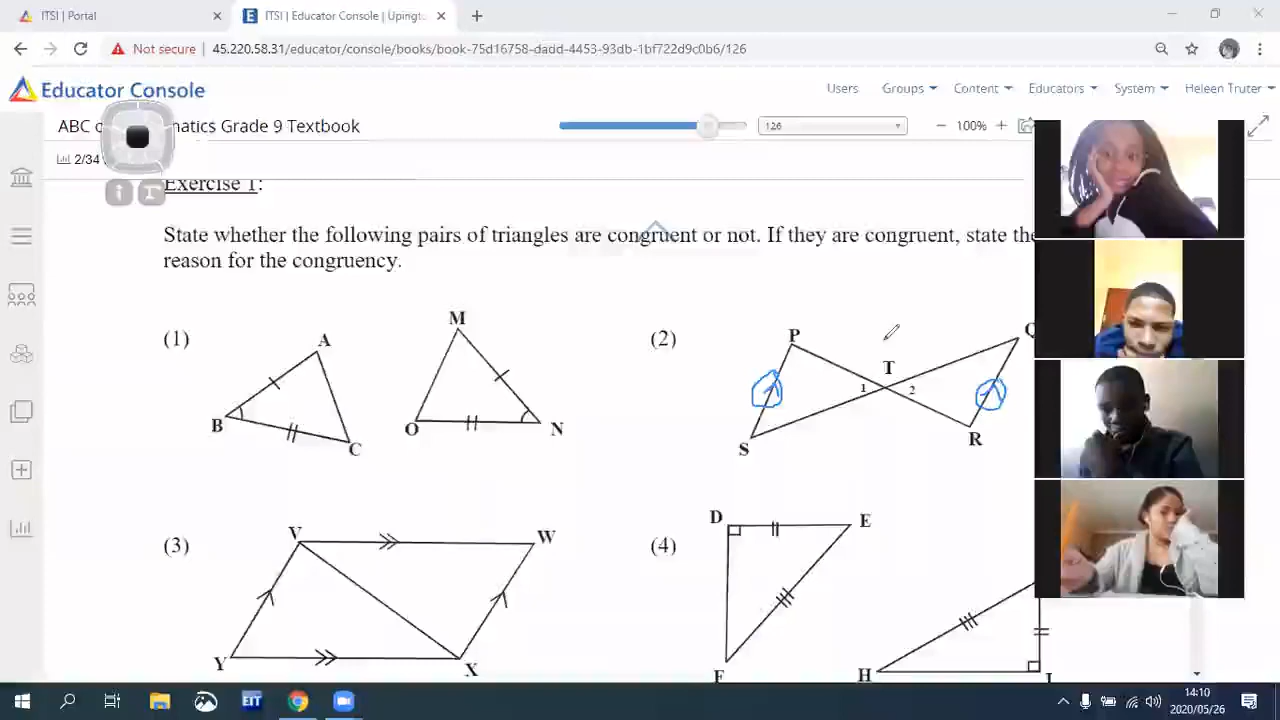 ITSI | Portal
ITSI | Educator Console | Upingt
Not secure
45.220.58.31/educator/console/books/book-75d16758-dadd-4453-93db-1bf722d9c0b6/126
Educator Console
Users
Groups
Content
Educators
System
Heleen Truter
ABC o
matics Grade 9 Textbook
126
100%
2/34
i
T
Exercise 1:
State whether the following pairs of triangles are congruent or not. If they are congruent, state the
reason for the congruency.
(1)
A
B
C
M
O
N
(2)
P
T
Q
1
2
S
R
(3)
V
W
Y
X
(4)
D
E
F
H
EIT
14:10
2020/05/26